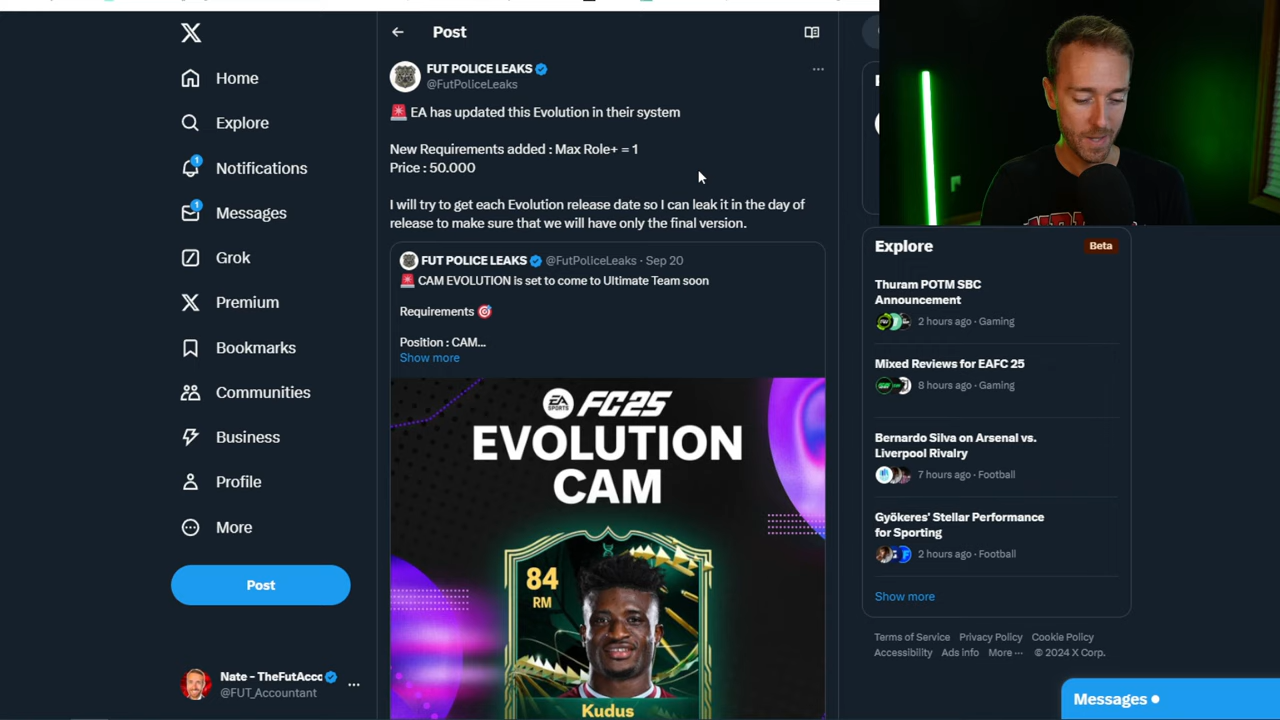 Home
Explore
1
Notifications
1
Messages
Grok
Premium
Bookmarks
Communities
Business
Profile
More
Post
Nate - TheFutAcc
@FUT_Accountant
Post
FUT POLICE LEAKS
@FutPoliceLeaks
🚨 EA has updated this Evolution in their system
New Requirements added : Max Role+ = 1
Price : 50.000
I will try to get each Evolution release date so I can leak it in the day of
release to make sure that we will have only the final version.
FUT POLICE LEAKS @FutPoliceLeaks · Sep 20
🚨 CAM EVOLUTION is set to come to Ultimate Team soon
Requirements 🎯
Position : CAM...
Show more
EA SPORTS FC25
EVOLUTION
CAM
84
RM
Kudus
Explore
Beta
Thuram POTM SBC
Announcement
2 hours ago · Gaming
Mixed Reviews for EAFC 25
8 hours ago · Gaming
Bernardo Silva on Arsenal vs.
Liverpool Rivalry
7 hours ago · Football
Gyökeres' Stellar Performance
for Sporting
2 hours ago · Football
Show more
Terms of Service Privacy Policy Cookie Policy
Accessibility Ads info More ··· © 2024 X Corp.
Messages